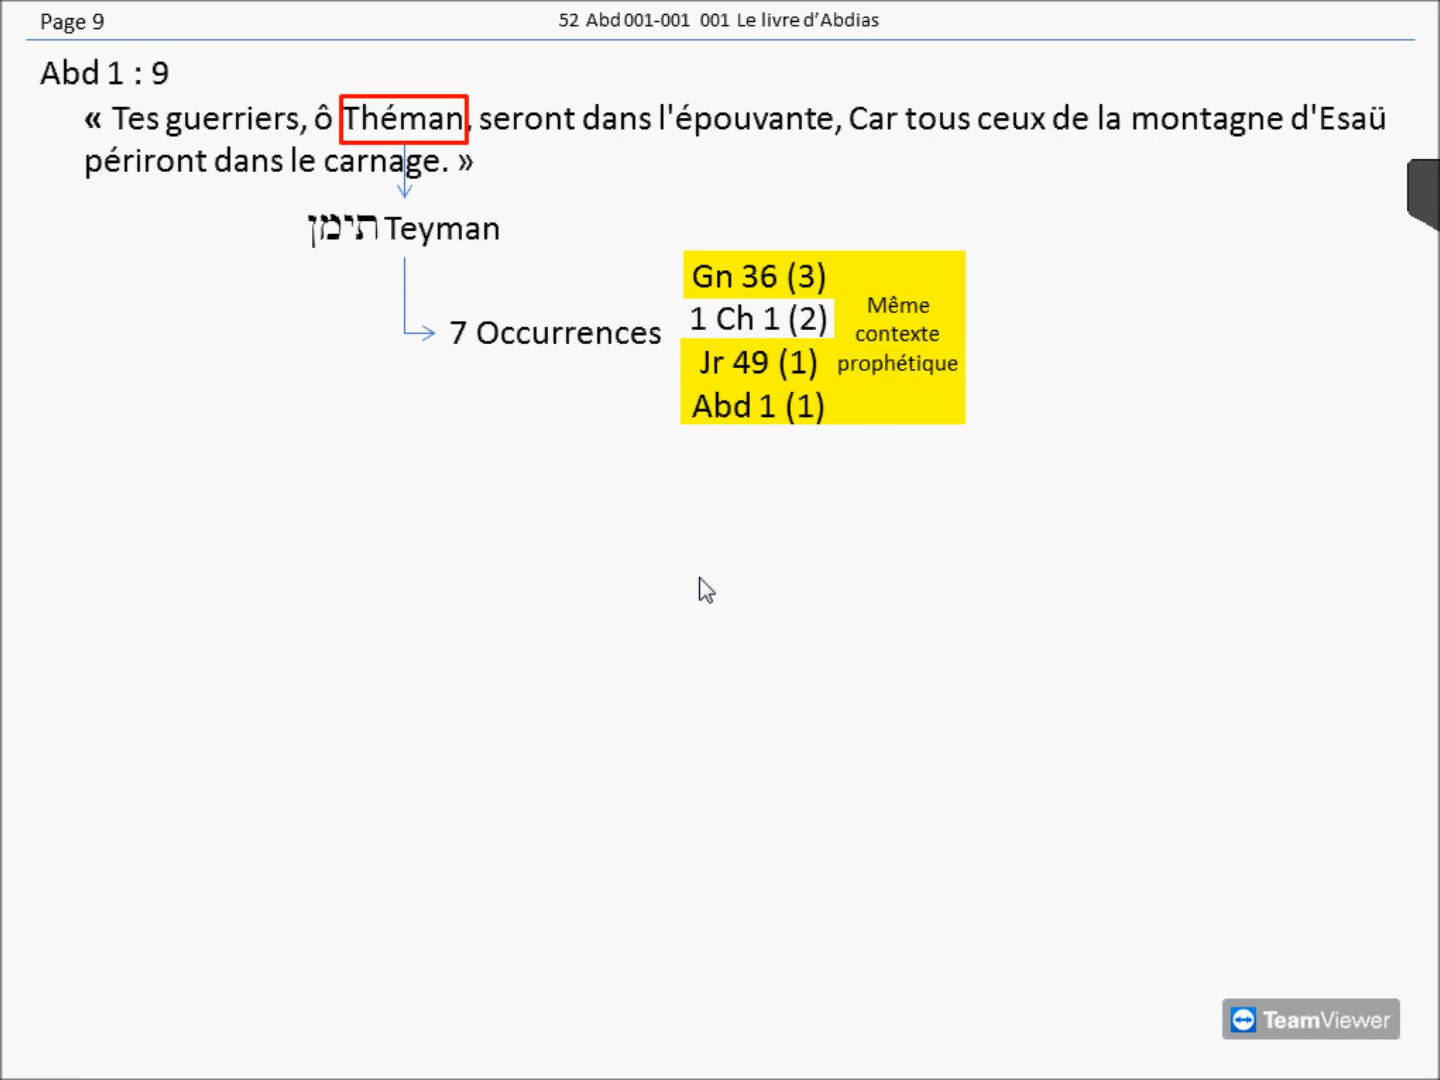 Page 9
52 Abd 001-001 001 Le livre d’Abdias
Abd 1 : 9
« Tes guerriers, ô Théman, seront dans l'épouvante, Car tous ceux de la montagne d'Esaü
périront dans le carnage. »
תימן Teyman
7 Occurrences
Gn 36 (3)
1 Ch 1 (2)
Jr 49 (1)
Abd 1 (1)
Même
contexte
prophétique
TeamViewer